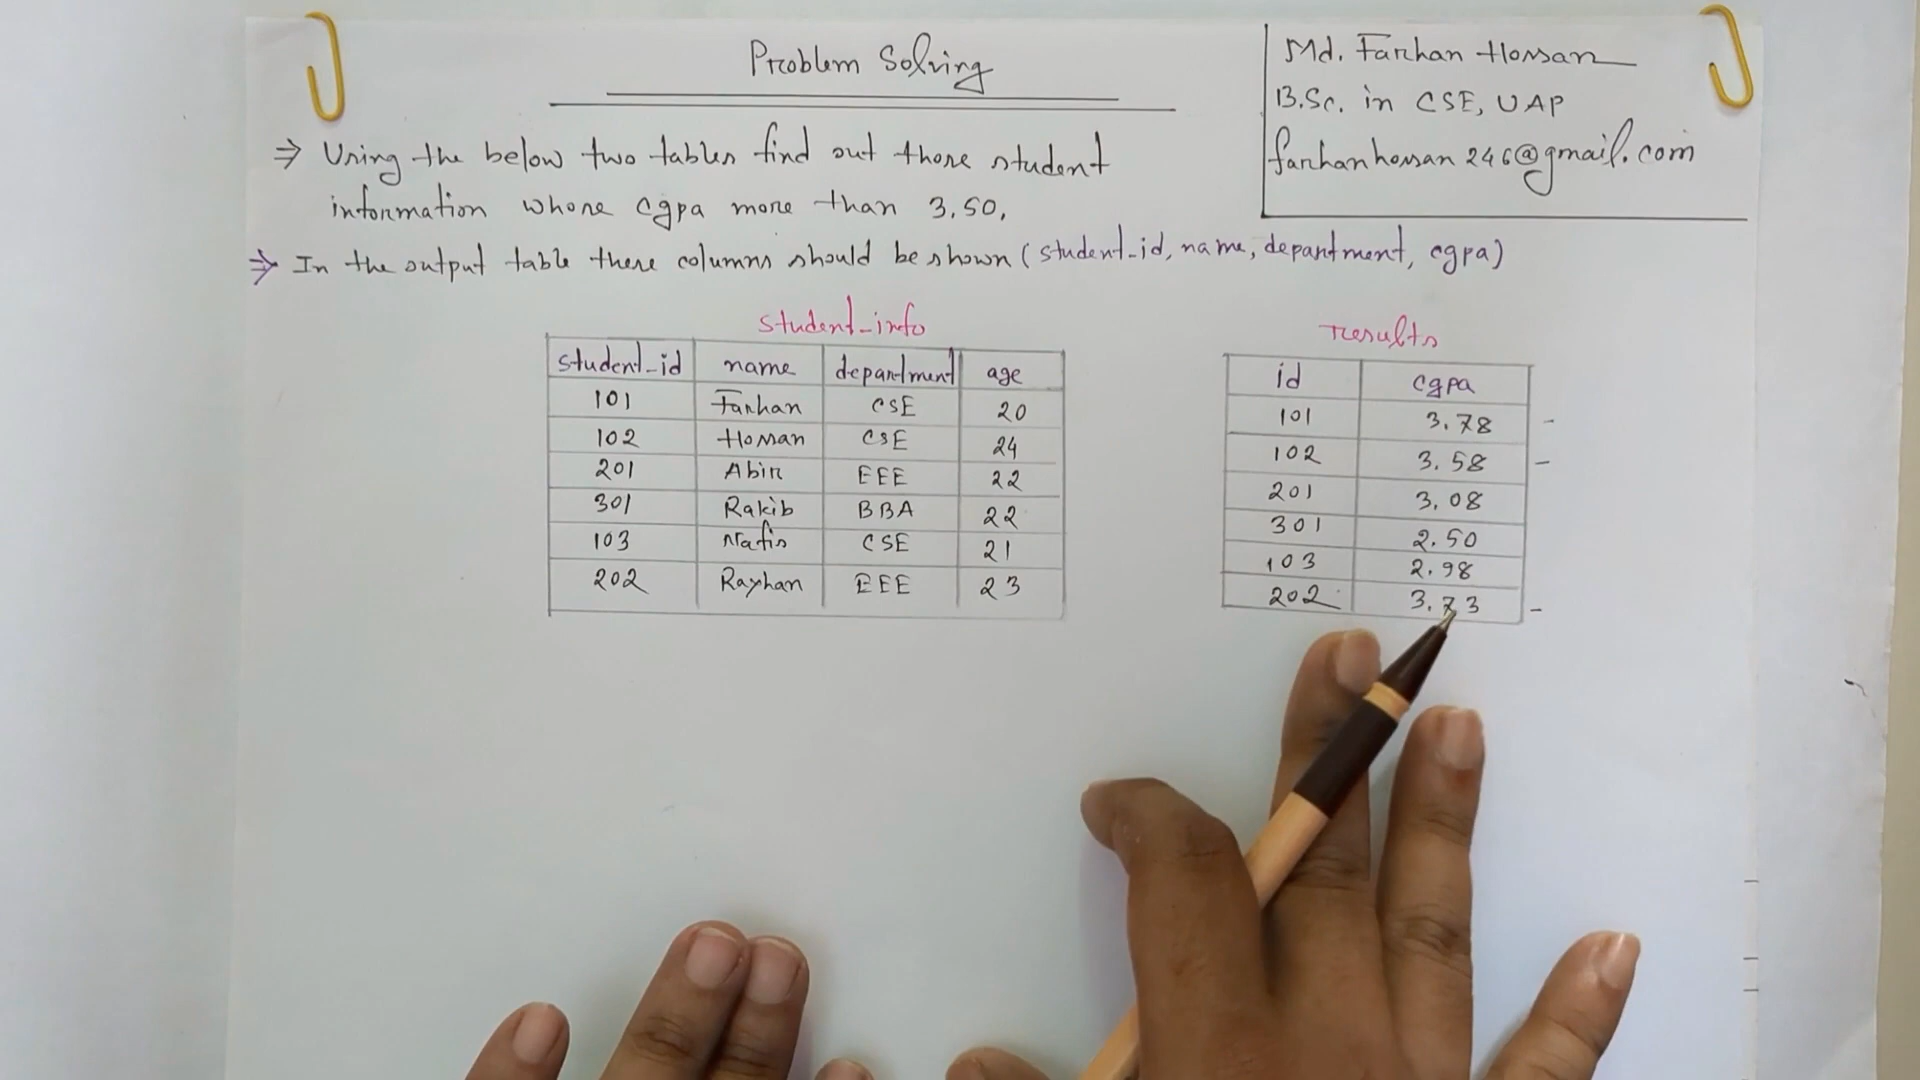 Problem Solving
Md. Farhan Hossan
B.Sc. in CSE, UAP
farhanhossan246@gmail.com
⇒ Using the below two tables find out those student
information whose cgpa more than 3.50.
⇒ In the output table these columns should be shown (student_id, name, department, cgpa)
student_info
student_id name department age
101 Farhan CSE 20
102 Hossan CSE 24
201 Abir EEE 22
301 Rakib BBA 22
103 Nafis CSE 21
202 Rayhan EEE 23
results
id cgpa
101 3.78 -
102 3.58 -
201 3.08
301 2.50
103 2.98
202 3.73 -